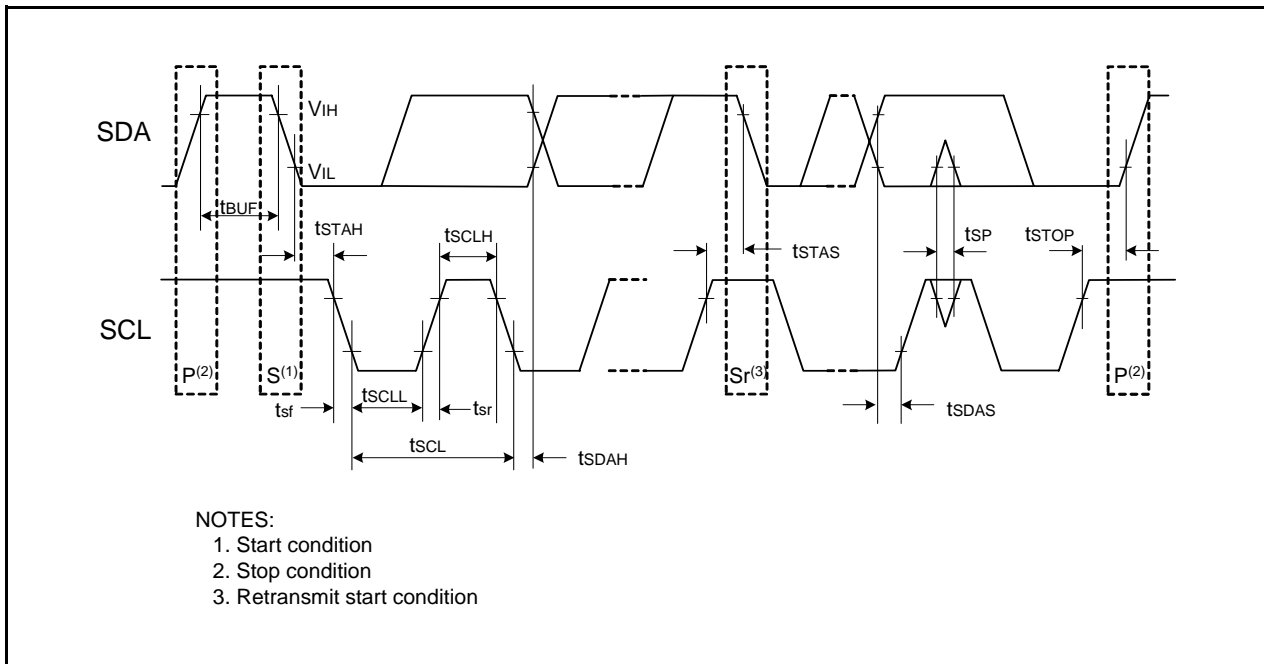 SDA
VIH
VIL
tBUF
tSTAH
tSCLH
tSTAS
tSP
tSTOP
SCL
P(2)
S(1)
Sr(3)
P(2)
tsf
tSCLL
tsr
tSDAS
tSCL
tSDAH
NOTES:
1. Start condition
2. Stop condition
3. Retransmit start condition